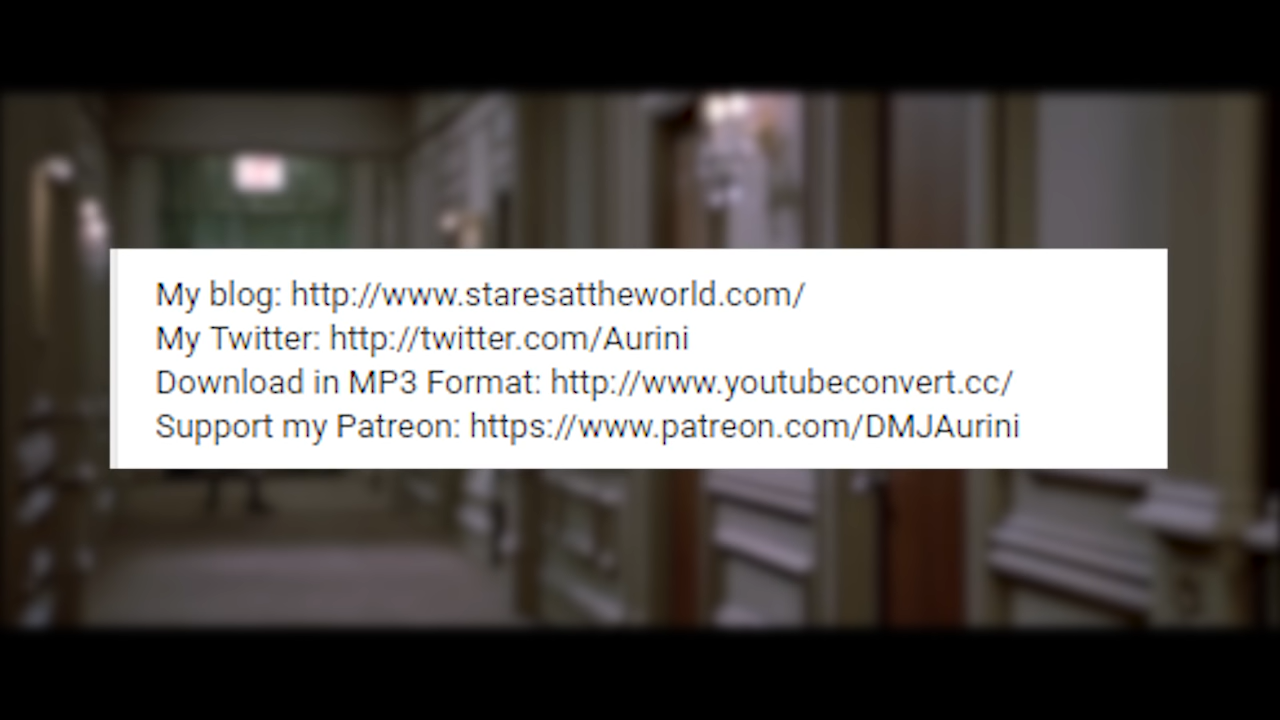 My blog: http://www.staresattheworld.com/
My Twitter: http://twitter.com/Aurini
Download in MP3 Format: http://www.youtubeconvert.cc/
Support my Patreon: https://www.patreon.com/DMJAurini